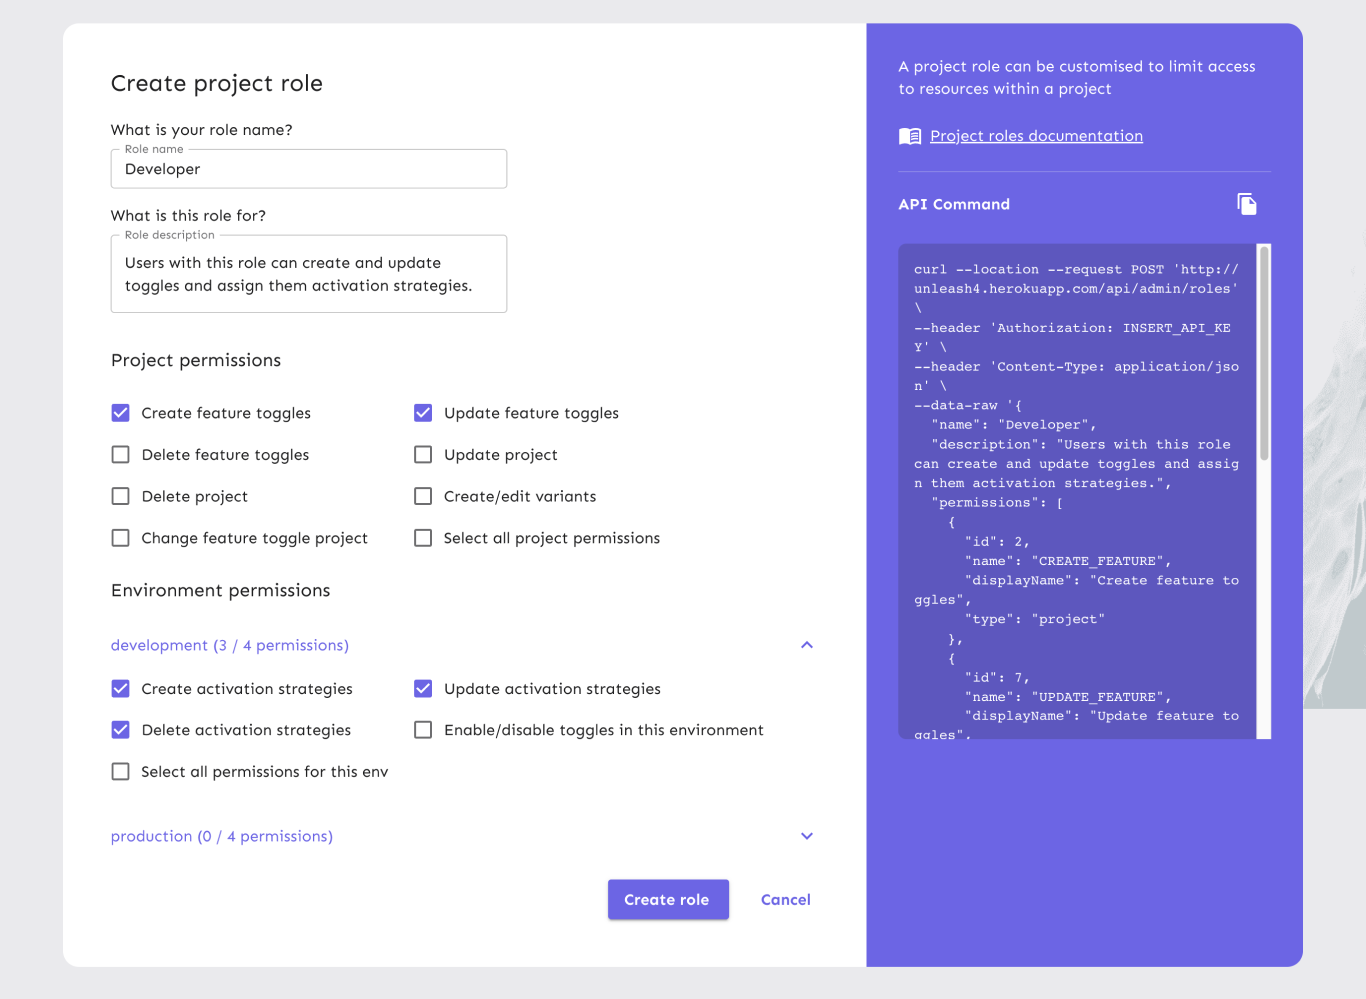 Create project role
What is your role name?
Role name
Developer
What is this role for?
Role description
Users with this role can create and update
toggles and assign them activation strategies.
Project permissions
Create feature toggles
Update feature toggles
Delete feature toggles
Update project
Delete project
Create/edit variants
Change feature toggle project
Select all project permissions
Environment permissions
development (3 / 4 permissions)
Create activation strategies
Update activation strategies
Delete activation strategies
Enable/disable toggles in this environment
Select all permissions for this env
production (0 / 4 permissions)
Create role
Cancel
A project role can be customised to limit access
to resources within a project
Project roles documentation
API Command
curl --location --request POST 'http://
unleash4.herokuapp.com/api/admin/roles'
\
--header 'Authorization: INSERT_API_KE
Y' \
--header 'Content-Type: application/jso
n' \
--data-raw '{
"name": "Developer",
"description": "Users with this role
can create and update toggles and assig
n them activation strategies.",
"permissions": [
{
"id": 2,
"name": "CREATE_FEATURE",
"displayName": "Create feature to
ggles",
"type": "project"
},
{
"id": 7,
"name": "UPDATE_FEATURE",
"displayName": "Update feature to
ggles",